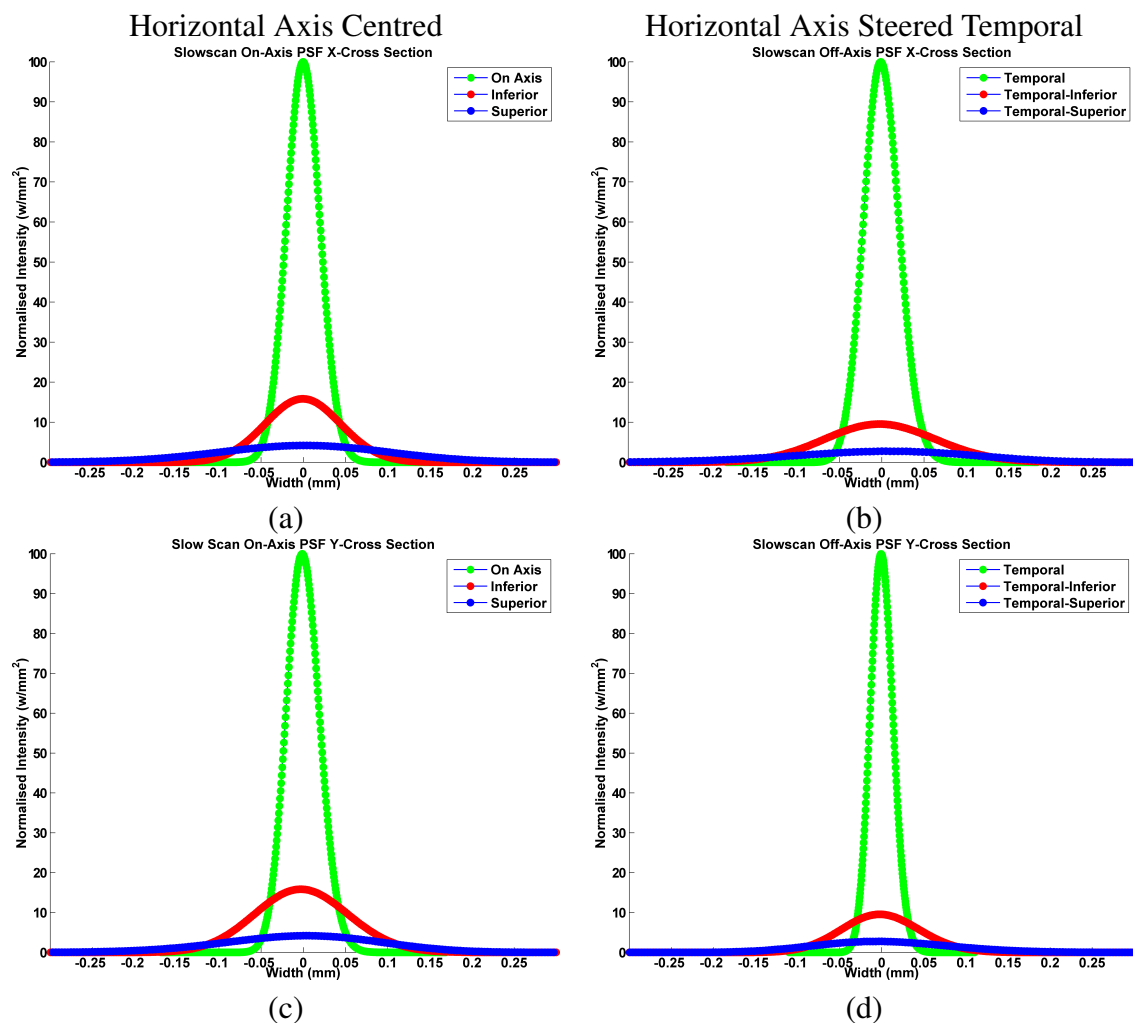 Horizontal Axis Centred
Horizontal Axis Steered Temporal
Slowscan On-Axis PSF X-Cross Section
On Axis
Inferior
Superior
Normalised Intensity (w/mm²)
100
90
80
70
60
50
40
30
20
10
0
-0.25 -0.2 -0.15 -0.1 -0.05 0 0.05 0.1 0.15 0.2 0.25
Width (mm)
(a)
Slowscan Off-Axis PSF X-Cross Section
Temporal
Temporal-Inferior
Temporal-Superior
Normalised Intensity (w/mm²)
100
90
80
70
60
50
40
30
20
10
0
-0.25 -0.2 -0.15 -0.1 -0.05 0 0.05 0.1 0.15 0.2 0.25
Width (mm)
(b)
Slow Scan On-Axis PSF Y-Cross Section
On Axis
Inferior
Superior
Normalised Intensity (w/mm²)
100
90
80
70
60
50
40
30
20
10
0
-0.25 -0.2 -0.15 -0.1 -0.05 0 0.05 0.1 0.15 0.2 0.25
Width (mm)
(c)
Slowscan Off-Axis PSF Y-Cross Section
Temporal
Temporal-Inferior
Temporal-Superior
Normalised Intensity (w/mm²)
100
90
80
70
60
50
40
30
20
10
0
-0.25 -0.2 -0.15 -0.1 -0.05 0 0.05 0.1 0.15 0.2 0.25
Width (mm)
(d)